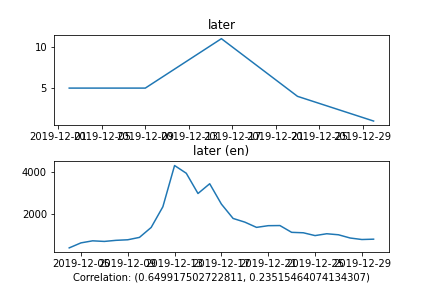 later
10
5
2019-12-01 2019-12-05 2019-12-09 2019-12-13 2019-12-17 2019-12-21 2019-12-25 2019-12-29
later (en)
4000
2000
2019-12-05 2019-12-09 2019-12-13 2019-12-17 2019-12-21 2019-12-25 2019-12-29
Correlation: (0.649917502722811, 0.23515464074134307)